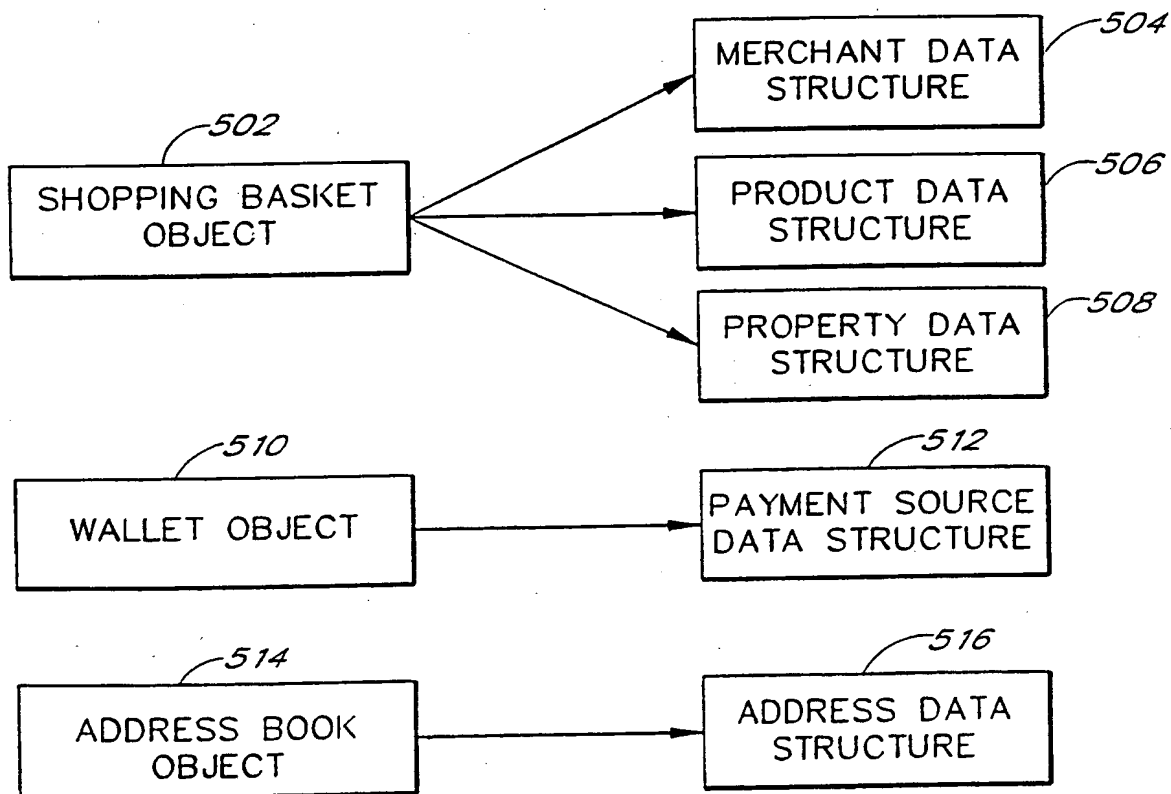 504
MERCHANT DATA
STRUCTURE
502
SHOPPING BASKET
OBJECT
506
PRODUCT DATA
STRUCTURE
508
PROPERTY DATA
STRUCTURE
510
WALLET OBJECT
512
PAYMENT SOURCE
DATA STRUCTURE
514
ADDRESS BOOK
OBJECT
516
ADDRESS DATA
STRUCTURE